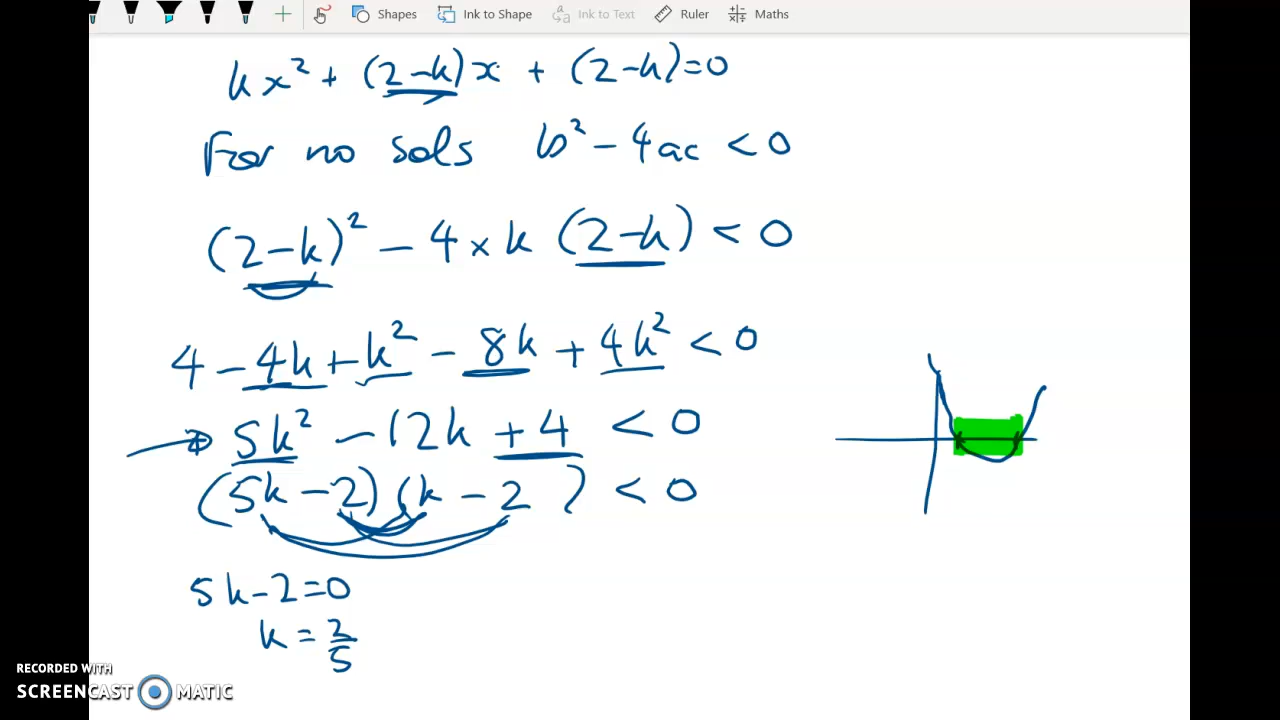 Shapes Ink to Shape Ink to Text Ruler Maths
kx² + (2-k)x + (2-k)=0
For no sols b² - 4ac < 0
(2-k)² - 4 × k (2-k) < 0
4 - 4k + k² - 8k + 4k² < 0
→ 5k² - 12k + 4 < 0
(5k - 2) (k - 2) < 0
5k-2=0
k = 2/5
RECORDED WITH
SCREENCAST MATIC